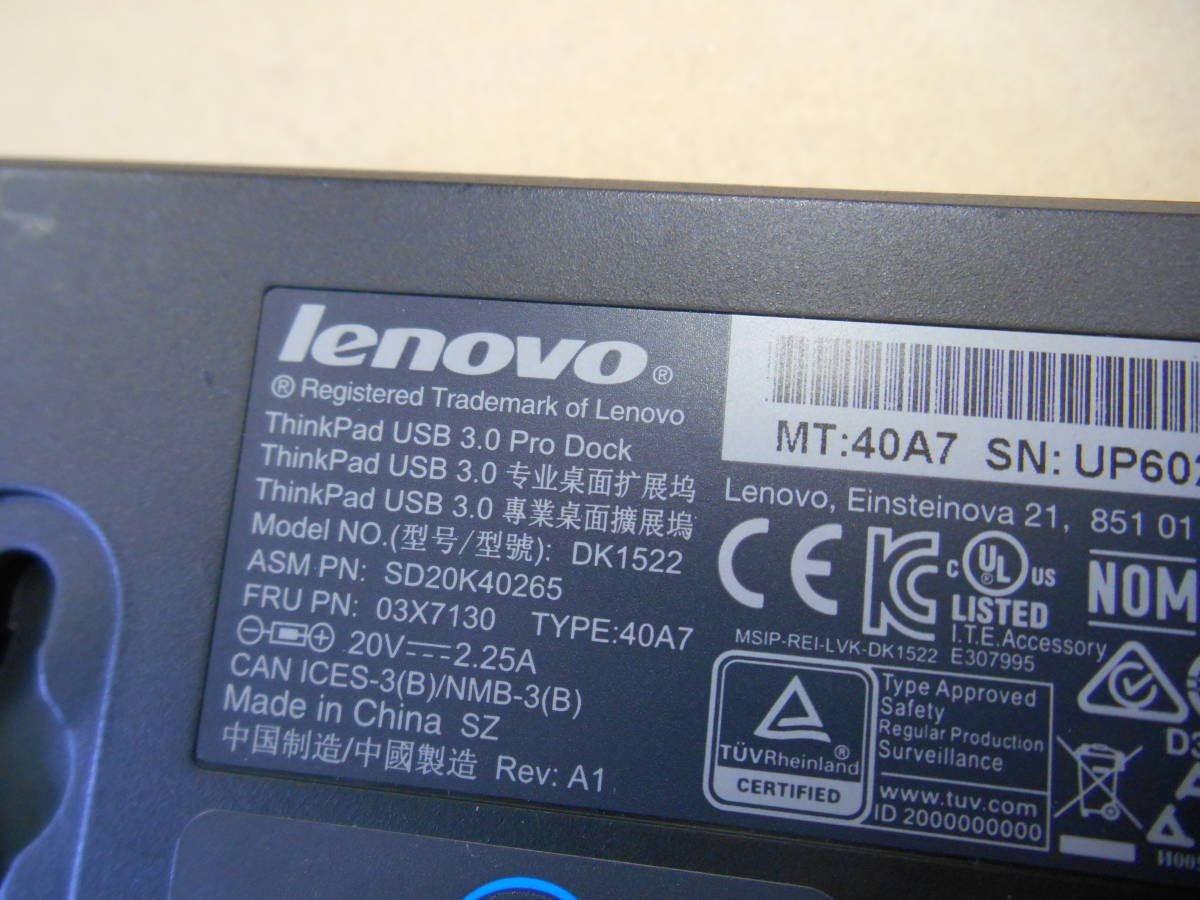 lenovo®
® Registered Trademark of Lenovo
ThinkPad USB 3.0 Pro Dock
ThinkPad USB 3.0 专业桌面扩展坞
ThinkPad USB 3.0 專業桌面擴展塢
Model NO.(型号/型號): DK1522
ASM PN: SD20K40265
FRU PN: 03X7130 TYPE:40A7
20V 2.25A
CAN ICES-3(B)/NMB-3(B)
Made in China SZ
中国制造/中國製造 Rev: A1
MT:40A7 SN: UP602
Lenovo, Einsteinova 21, 851 01
CE
c UL® US
LISTED
I.T.E.Accessory
E307995
NOM
MSIP-REI-LVK-DK1522
TÜVRheinland®
CERTIFIED
Type Approved
Safety
Regular Production
Surveillance
www.tuv.com
ID 2000000000
D3